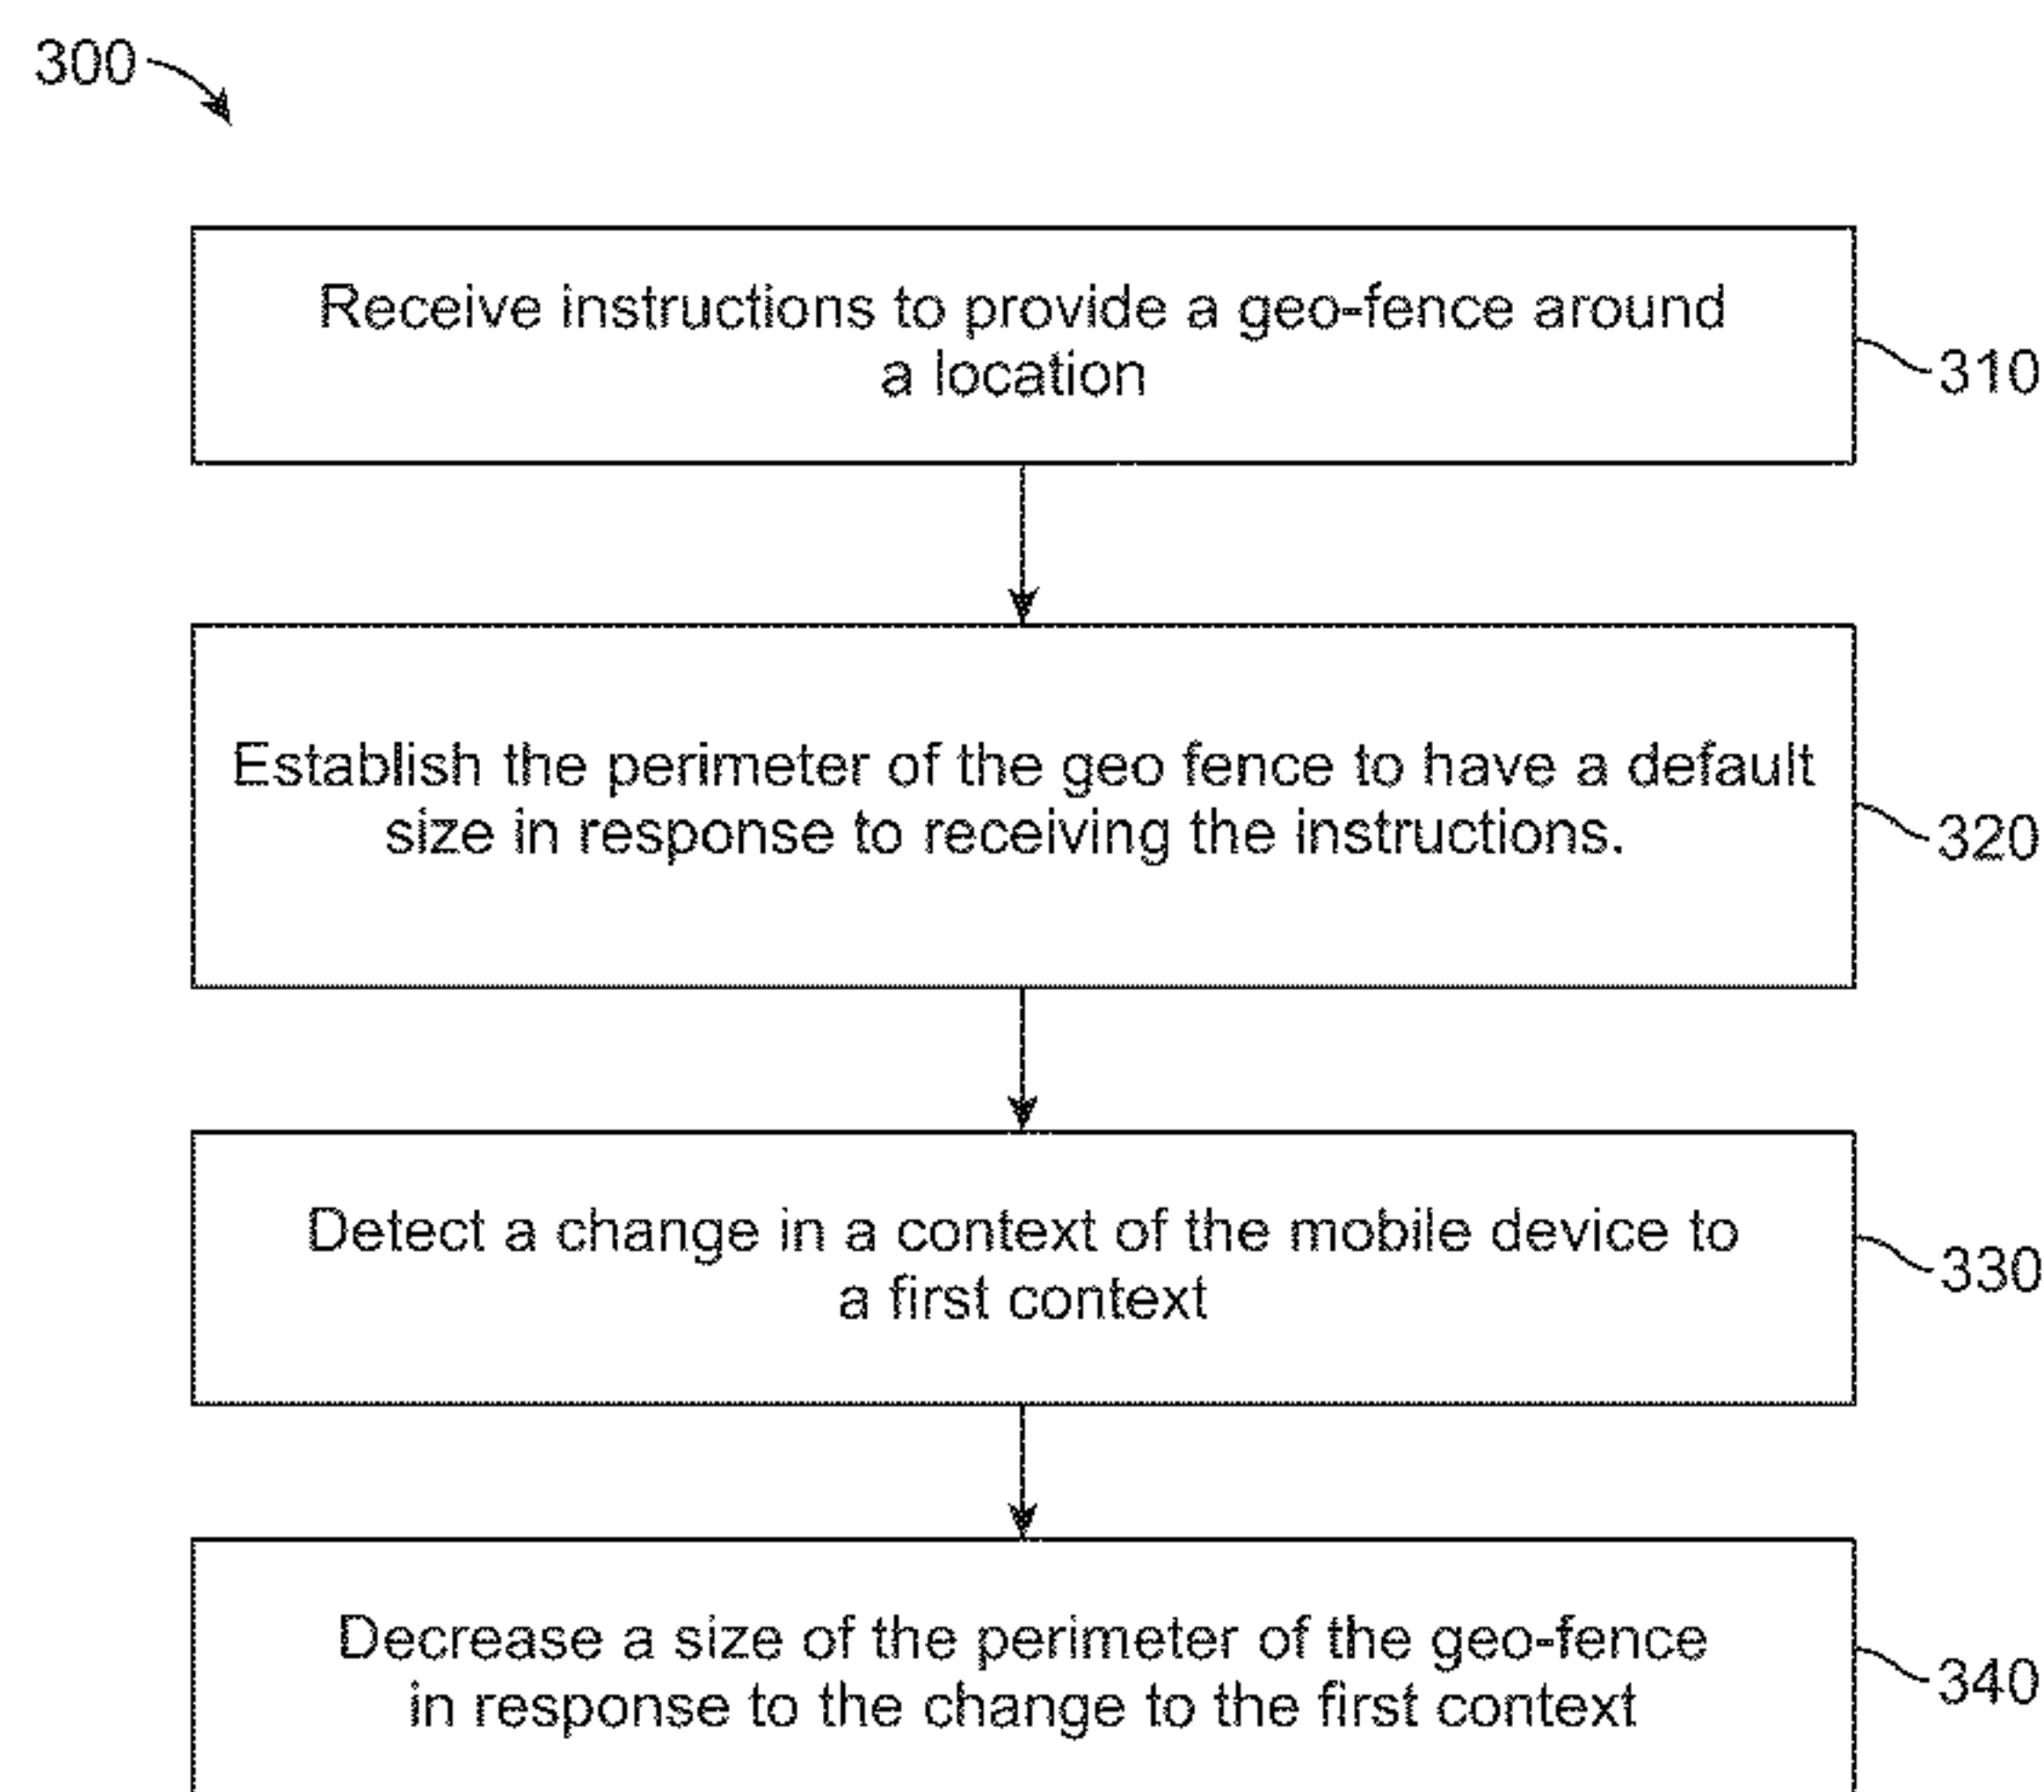 300
Receive instructions to provide a geo-fence around
a location
310
Establish the perimeter of the geo fence to have a default
size in response to receiving the instructions.
320
Detect a change in a context of the mobile device to
a first context
330
Decrease a size of the perimeter of the geo-fence
in response to the change to the first context
340